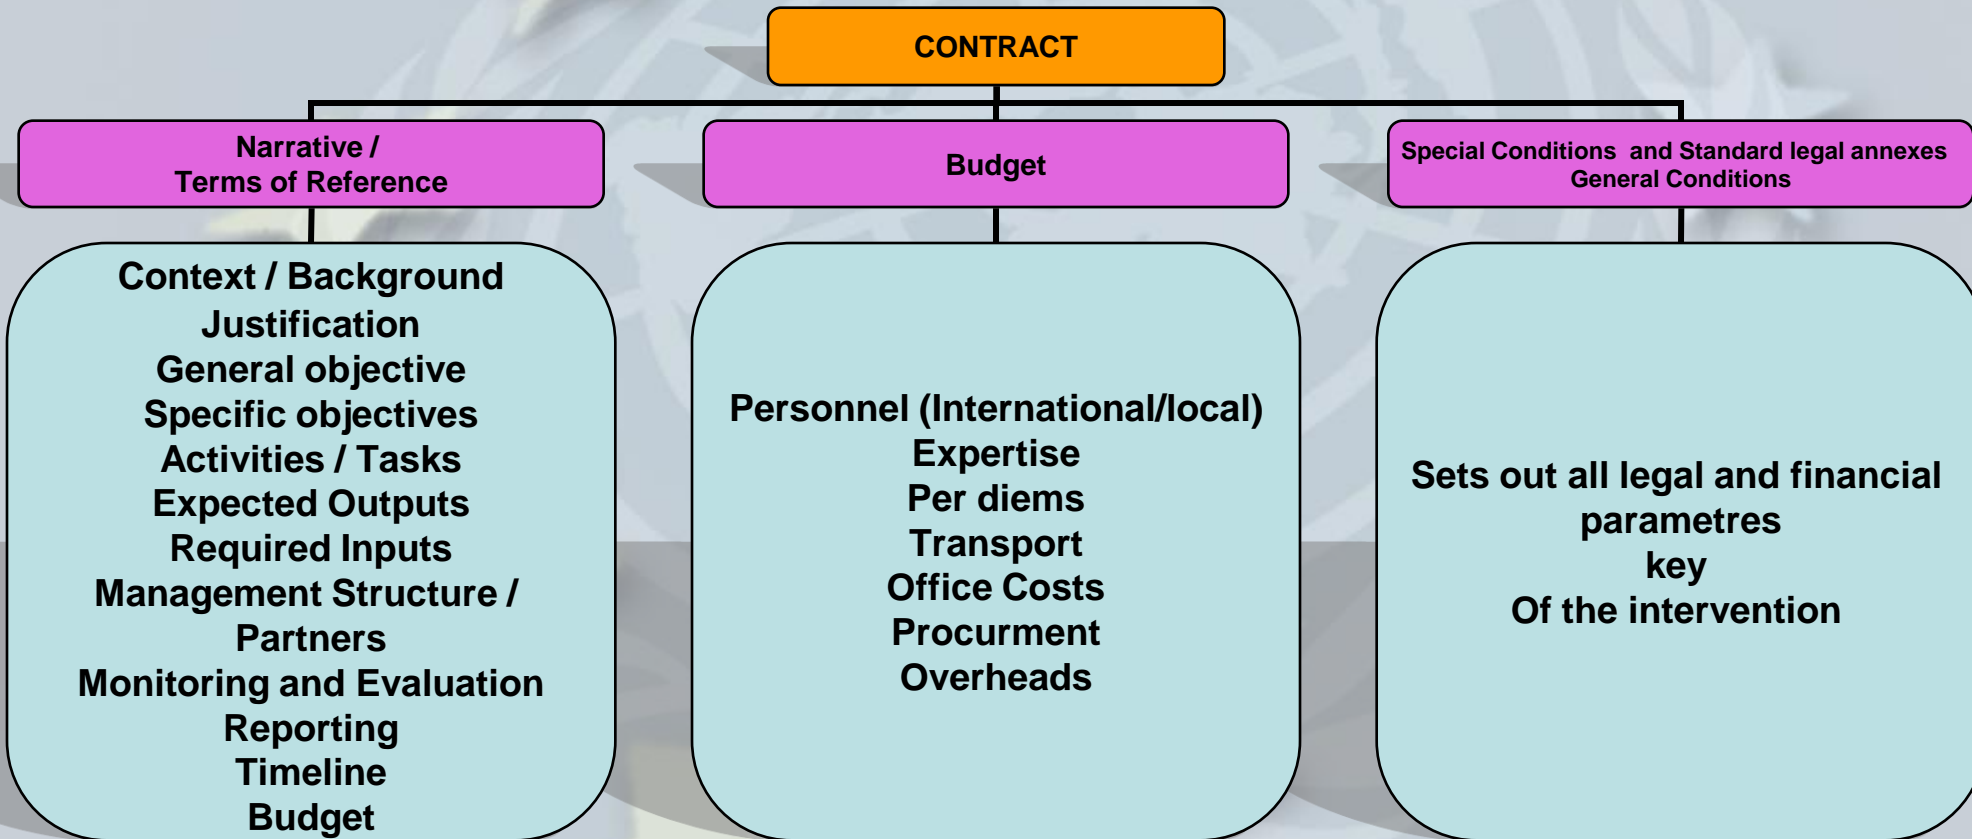 CONTRACT
Narrative /
Terms of Reference
Context / Background
Justification
General objective
Specific objectives
Activities / Tasks
Expected Outputs
Required Inputs
Management Structure /
Partners
Monitoring and Evaluation
Reporting
Timeline
Budget
Budget
Personnel (International/local)
Expertise
Per diems
Transport
Office Costs
Procurment
Overheads
Special Conditions and Standard legal annexes
General Conditions
Sets out all legal and financial
parametres
key
Of the intervention